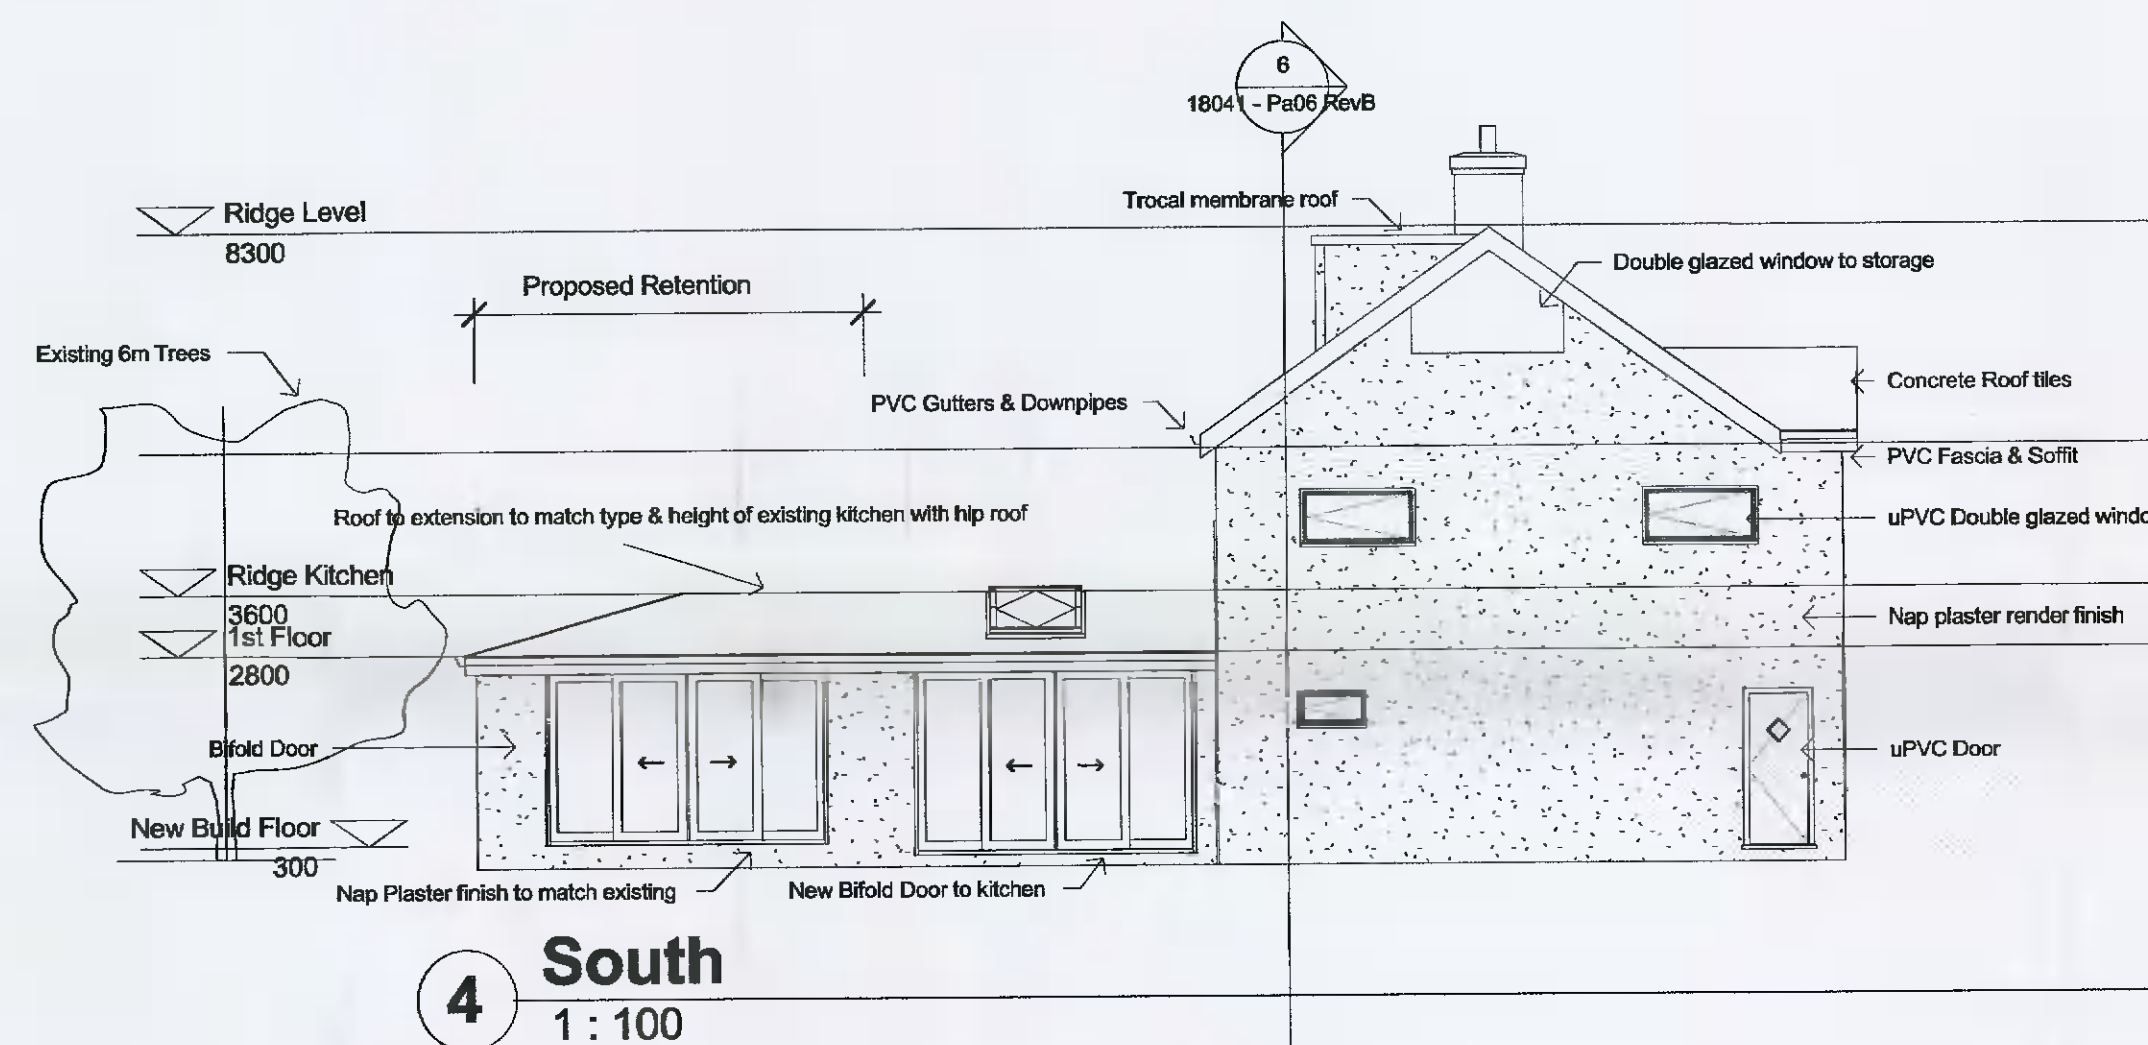 6
18041 - Pa06 RevB
Trocal membrane roof
Ridge Level
8300
Double glazed window to storage
Proposed Retention
Existing 6m Trees
Concrete Roof tiles
PVC Gutters & Downpipes
PVC Fascia & Soffit
Roof to extension to match type & height of existing kitchen with hip roof
uPVC Double glazed windo
Ridge Kitchen
3600
Nap plaster render finish
1st Floor
2800
Bifold Door
uPVC Door
New Build Floor
300
Nap Plaster finish to match existing
New Bifold Door to kitchen
4
South
1 : 100